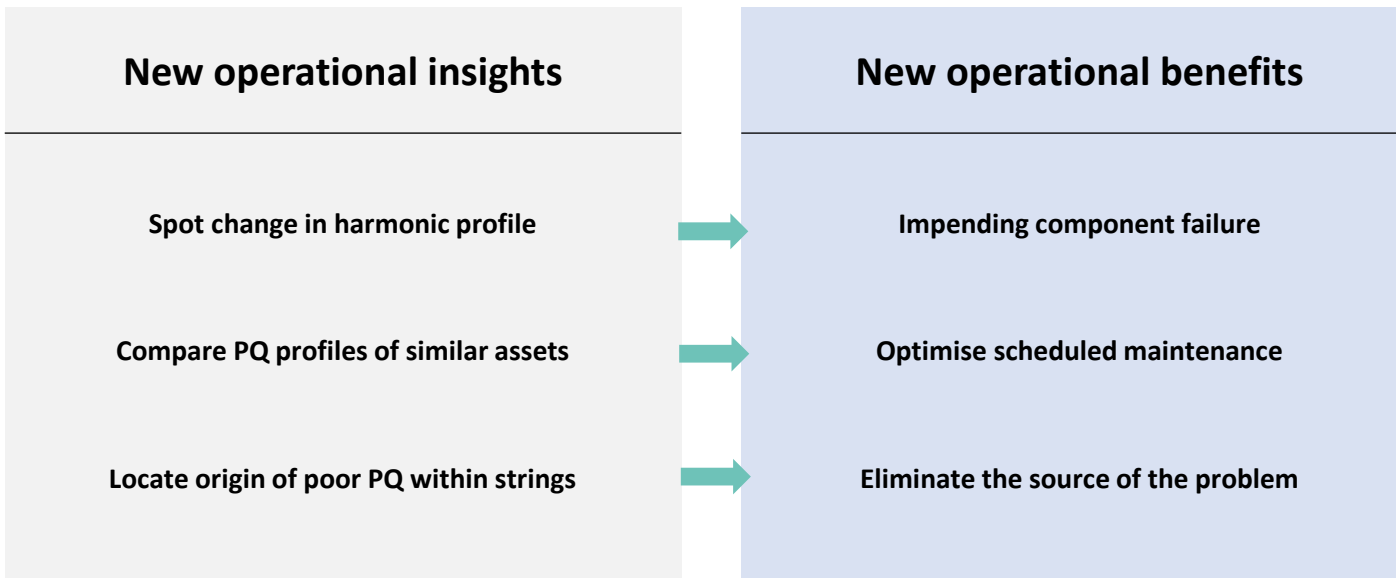 New operational insights
New operational benefits
Spot change in harmonic profile
Impending component failure
Compare PQ profiles of similar assets
Optimise scheduled maintenance
Locate origin of poor PQ within strings
Eliminate the source of the problem